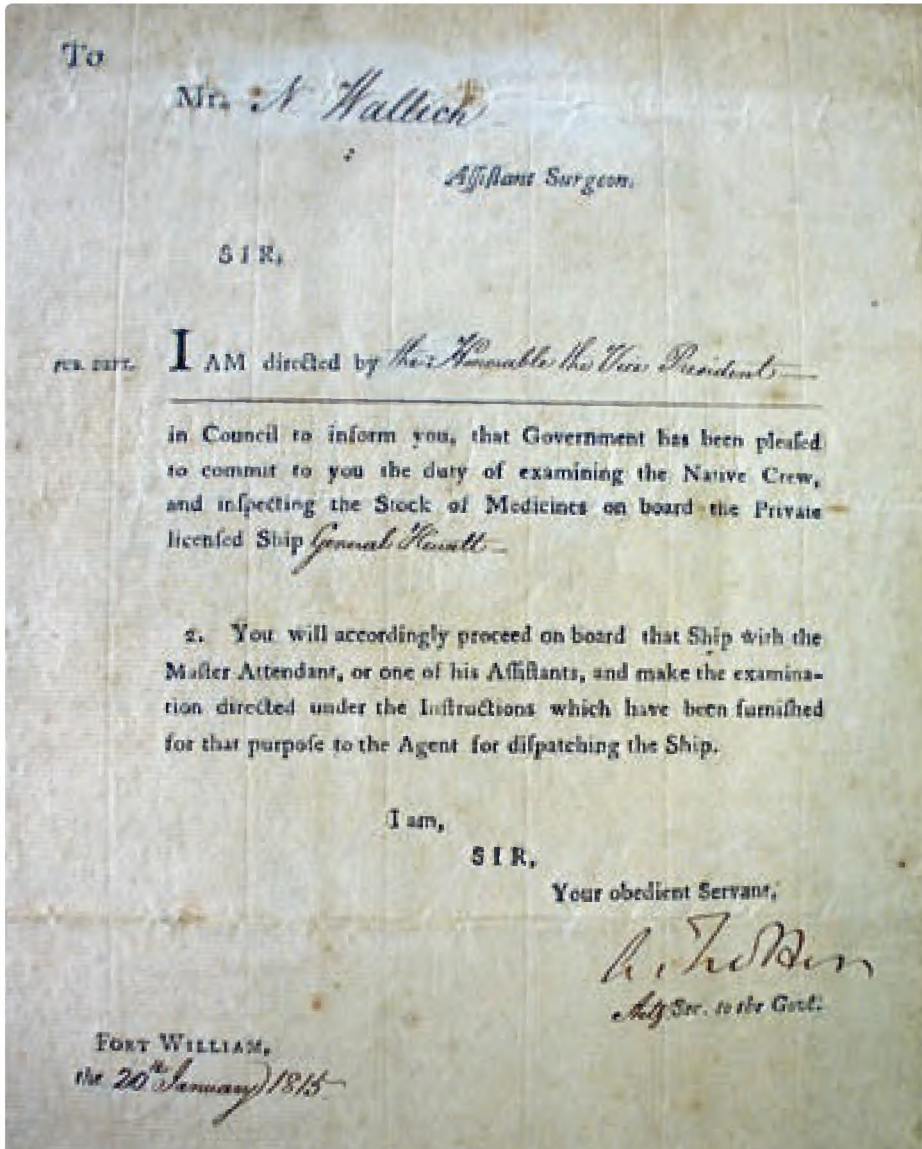 To
Mr. N Wallich
Aſſiſtant Surgeon.
SIR,
PUB. DEPT. I AM directed by the Honorable the Vice President
in Council to inform you, that Government has been pleaſed
to commit to you the duty of examining the Native Crew,
and inſpecting the Stock of Medicines on board the Private
licenſed Ship General Hewett
2. You will accordingly proceed on board that Ship with the
Maſter Attendant, or one of his Aſſiſtants, and make the examina-
tion directed under the Inſtructions which have been furniſhed
for that purpoſe to the Agent for diſpatching the Ship.
I am,
SIR,
Your obedient Servant,
Actg Sec. to the Govt.
FORT WILLIAM,
the 20th January 1815